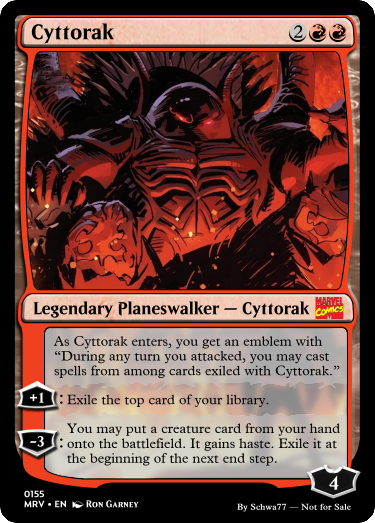 Cyttorak 2
Legendary Planeswalker — Cyttorak MARVEL COMICS
As Cyttorak enters, you get an emblem with
“During any turn you attacked, you may cast
spells from among cards exiled with Cyttorak.”
+1: Exile the top card of your library.
You may put a creature card from your hand
-3: onto the battlefield. It gains haste. Exile it at
the beginning of the next end step.
4
0155
MRV • EN Ron Garney
By Schwa77 — Not for Sale